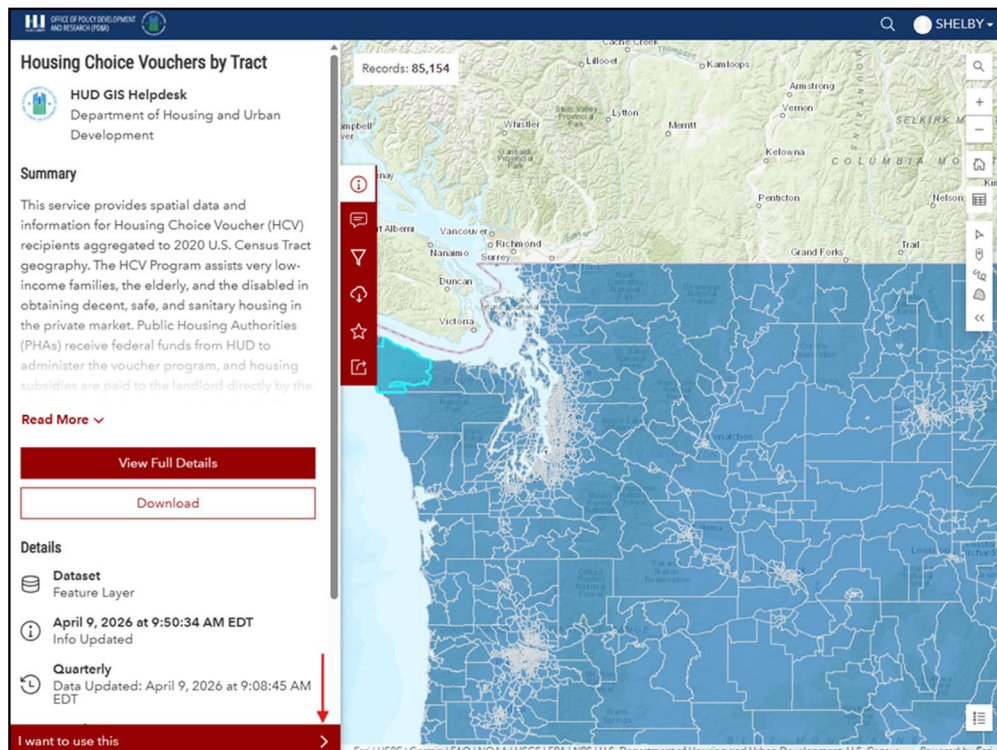 OFFICE OF POLICY DEVELOPMENT
AND RESEARCH (PD&R)
SHELBY
Housing Choice Vouchers by Tract
HUD GIS Helpdesk
Department of Housing and Urban
Development
Summary
This service provides spatial data and
information for Housing Choice Voucher (HCV)
recipients aggregated to 2020 U.S. Census Tract
geography. The HCV Program assists very low-
income families, the elderly, and the disabled in
obtaining decent, safe, and sanitary housing in
the private market. Public Housing Authorities
(PHAs) receive federal funds from HUD to
administer the voucher program, and housing
subsidies are paid to the landlord directly by the
Read More
View Full Details
Download
Details
Dataset
Feature Layer
April 9, 2026 at 9:50:34 AM EDT
Info Updated
Quarterly
Data Updated: April 9, 2026 at 9:08:45 AM
EDT
I want to use this
Records: 85,154
Cache Creek
Lillooet
Kamloops
Armstrong
Vernon
Lytton
Whistler
Merritt
SELKIRK
Kelowna
COLUMBIA
Penticton
Nelson
Vancouver
Richmond
Nanaimo
Surrey
Grand Forks
Trail
Duncan
Victoria